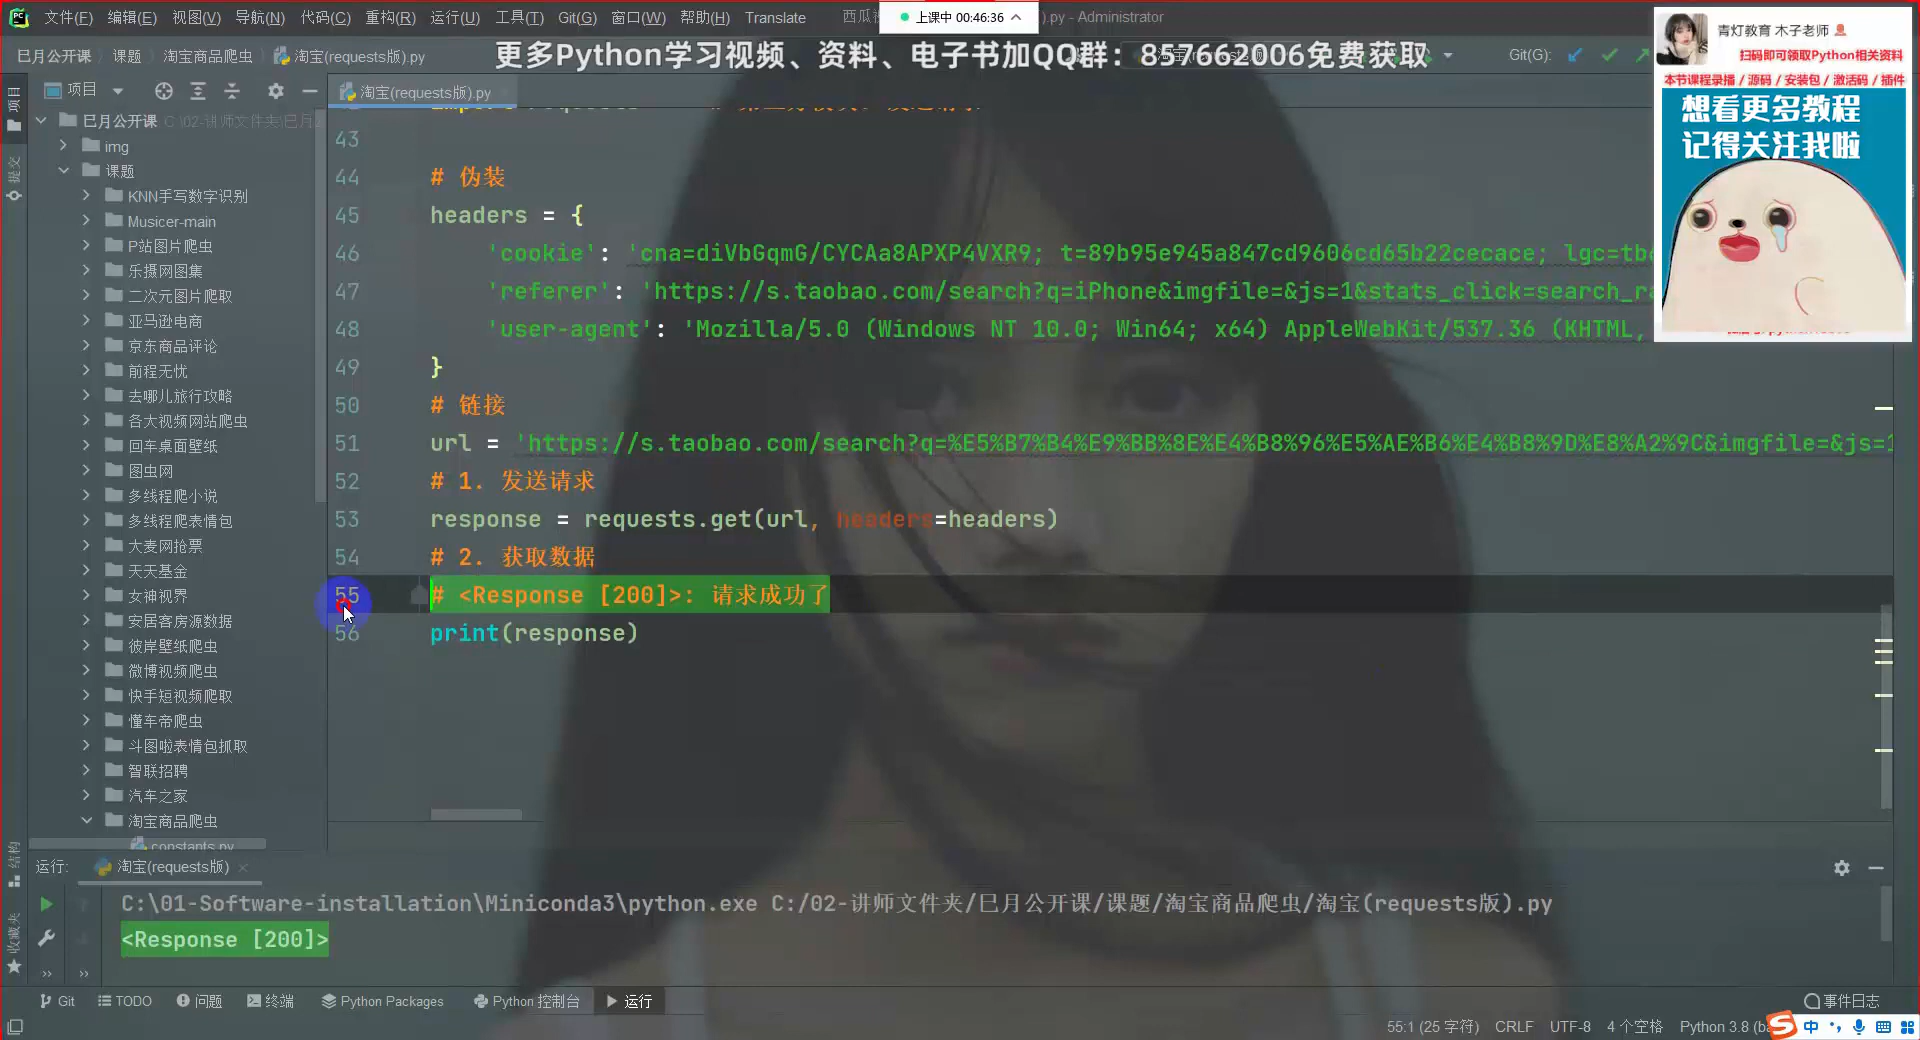 文件(F) 编辑(E) 视图(V) 导航(N) 代码(C) 重构(R) 运行(U) 工具(T) Git(G) 窗口(W) 帮助(H) Translate
上课中 00:46:36
).py - Administrator
巳月公开课 课题 淘宝商品爬虫 淘宝(requests版).py
更多Python学习视频、资料、电子书加QQ群：857662006免费获取
Git(G):
青灯教育 木子老师
扫码即可领取Python相关资料
本节课程录播 / 源码 / 安装包 / 激活码 / 插件
想看更多教程
记得关注我啦
项目
提交
结构
收藏夹
项目
淘宝(requests版).py
巳月公开课
img
课题
KNN手写数字识别
Musicer-main
P站图片爬虫
乐摄网图集
二次元图片爬取
亚马逊电商
京东商品评论
前程无忧
去哪儿旅行攻略
各大视频网站爬虫
回车桌面壁纸
图虫网
多线程爬小说
多线程爬表情包
大麦网抢票
天天基金
女神视界
安居客房源数据
彼岸壁纸爬虫
微博视频爬虫
快手短视频爬取
懂车帝爬虫
斗图啦表情包抓取
智联招聘
汽车之家
淘宝商品爬虫
constants.py
43
44 # 伪装
45 headers = {
46 'cookie': 'cna=diVbGqmG/CYCAa8APXP4VXR9; t=89b95e945a847cd9606cd65b22cecace; lgc=tb
47 'referer': 'https://s.taobao.com/search?q=iPhone&imgfile=&js=1&stats_click=search_ra
48 'user-agent': 'Mozilla/5.0 (Windows NT 10.0; Win64; x64) AppleWebKit/537.36 (KHTML,
49 }
50 # 链接
51 url = 'https://s.taobao.com/search?q=%E5%B7%B4%E9%BB%8E%E4%B8%96%E5%AE%B6%E4%B8%9D%E8%A2%9C&imgfile=&js=1
52 # 1. 发送请求
53 response = requests.get(url, headers=headers)
54 # 2. 获取数据
55 # <Response [200]>: 请求成功了
56 print(response)
运行: 淘宝(requests版)
C:\01-Software-installation\Miniconda3\python.exe C:/02-讲师文件夹/巳月公开课/课题/淘宝商品爬虫/淘宝(requests版).py
<Response [200]>
Git TODO 问题 终端 Python Packages Python 控制台 运行 事件日志
55:1 (25 字符) CRLF UTF-8 4 个空格 Python 3.8 (ba
中